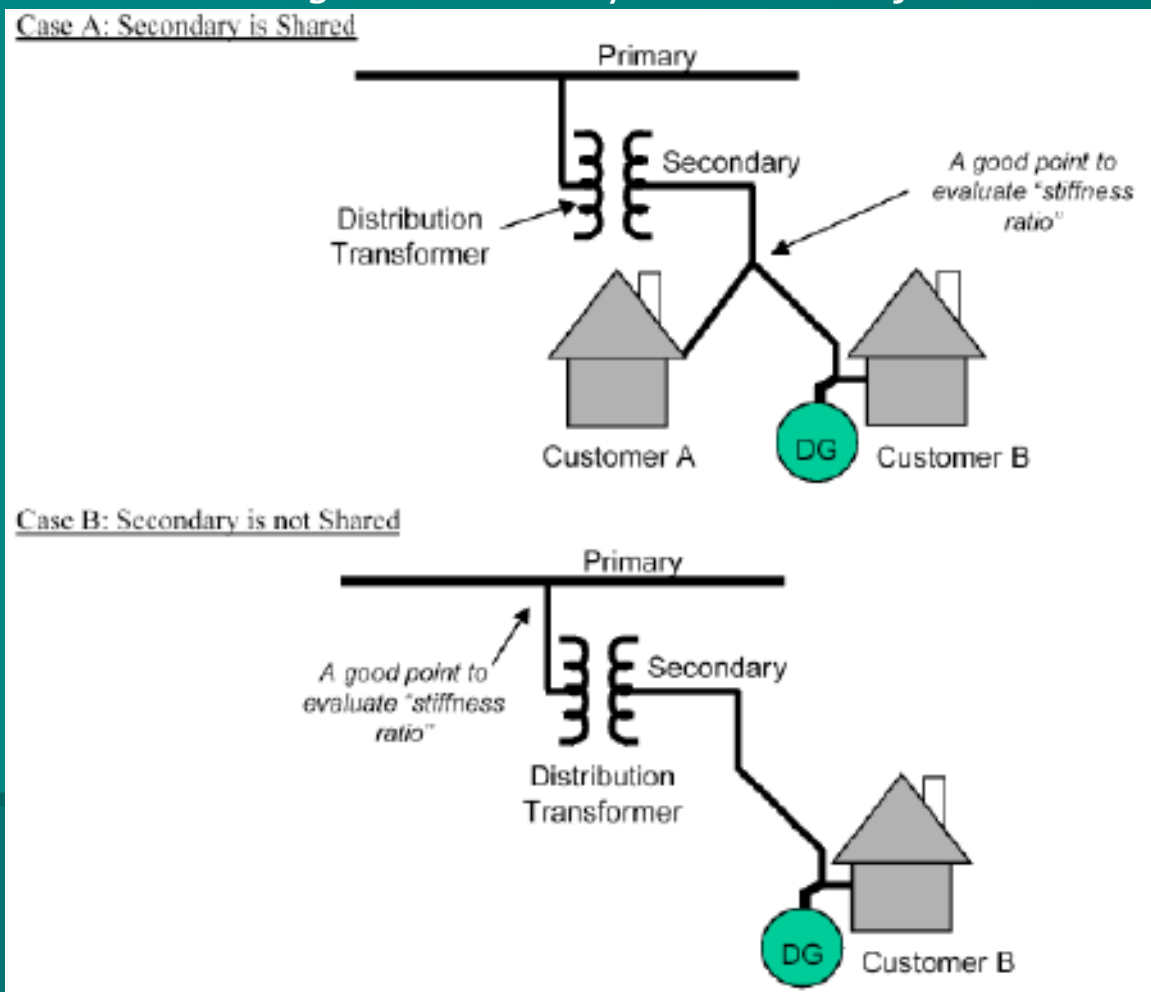 Case A: Secondary is Shared
Primary
Secondary
A good point to
evaluate "stiffness
ratio"
Distribution
Transformer
Customer A
DG
Customer B
Case B: Secondary is not Shared
Primary
A good point to
evaluate "stiffness
ratio"
Secondary
Distribution
Transformer
DG
Customer B